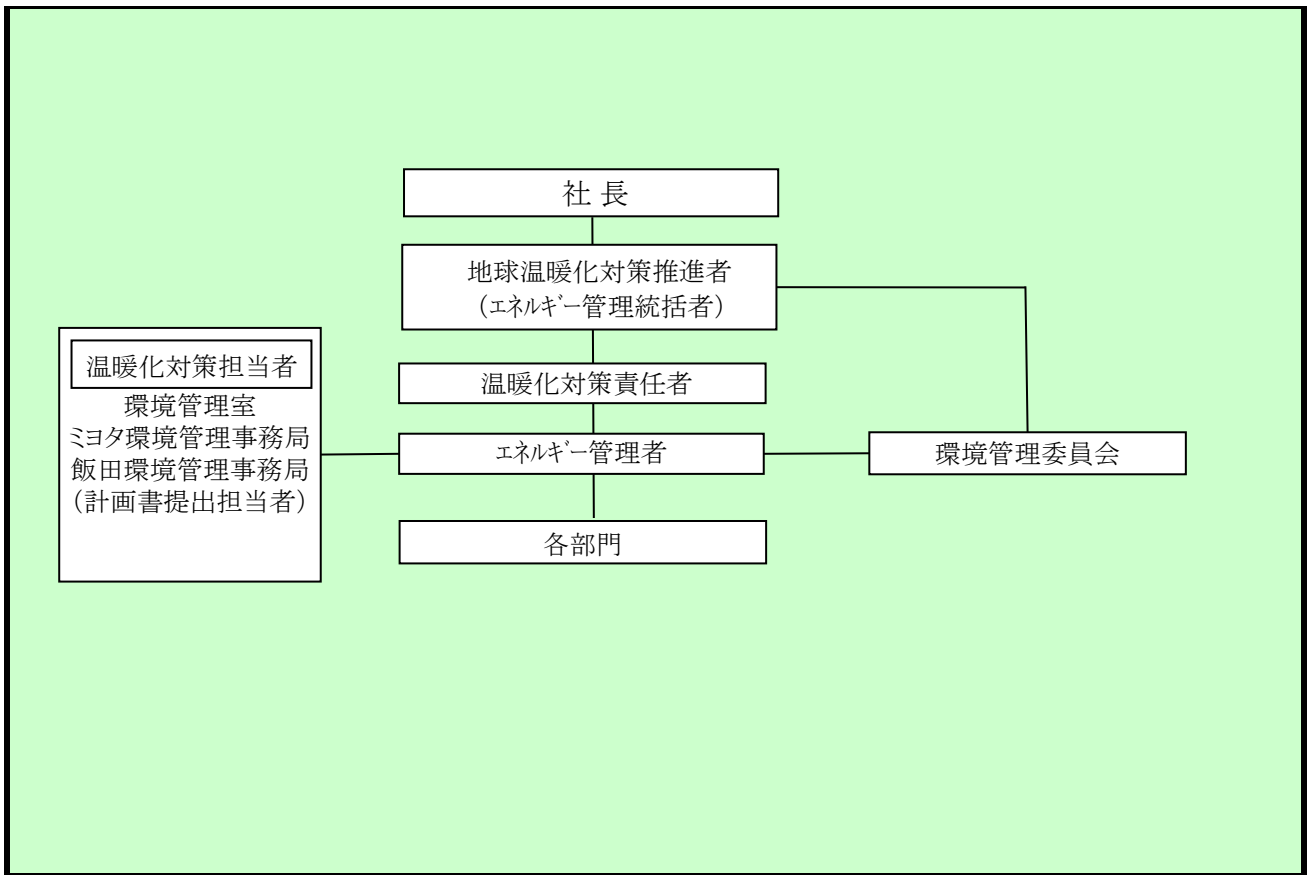 社 長
地球温暖化対策推進者
(ｴﾈﾙｷﾞｰ管理統括者)
温暖化対策担当者
環境管理室
ﾐﾖﾀ環境管理事務局
飯田環境管理事務局
(計画書提出担当者)
温暖化対策責任者
ｴﾈﾙｷﾞｰ管理者
環境管理委員会
各部門